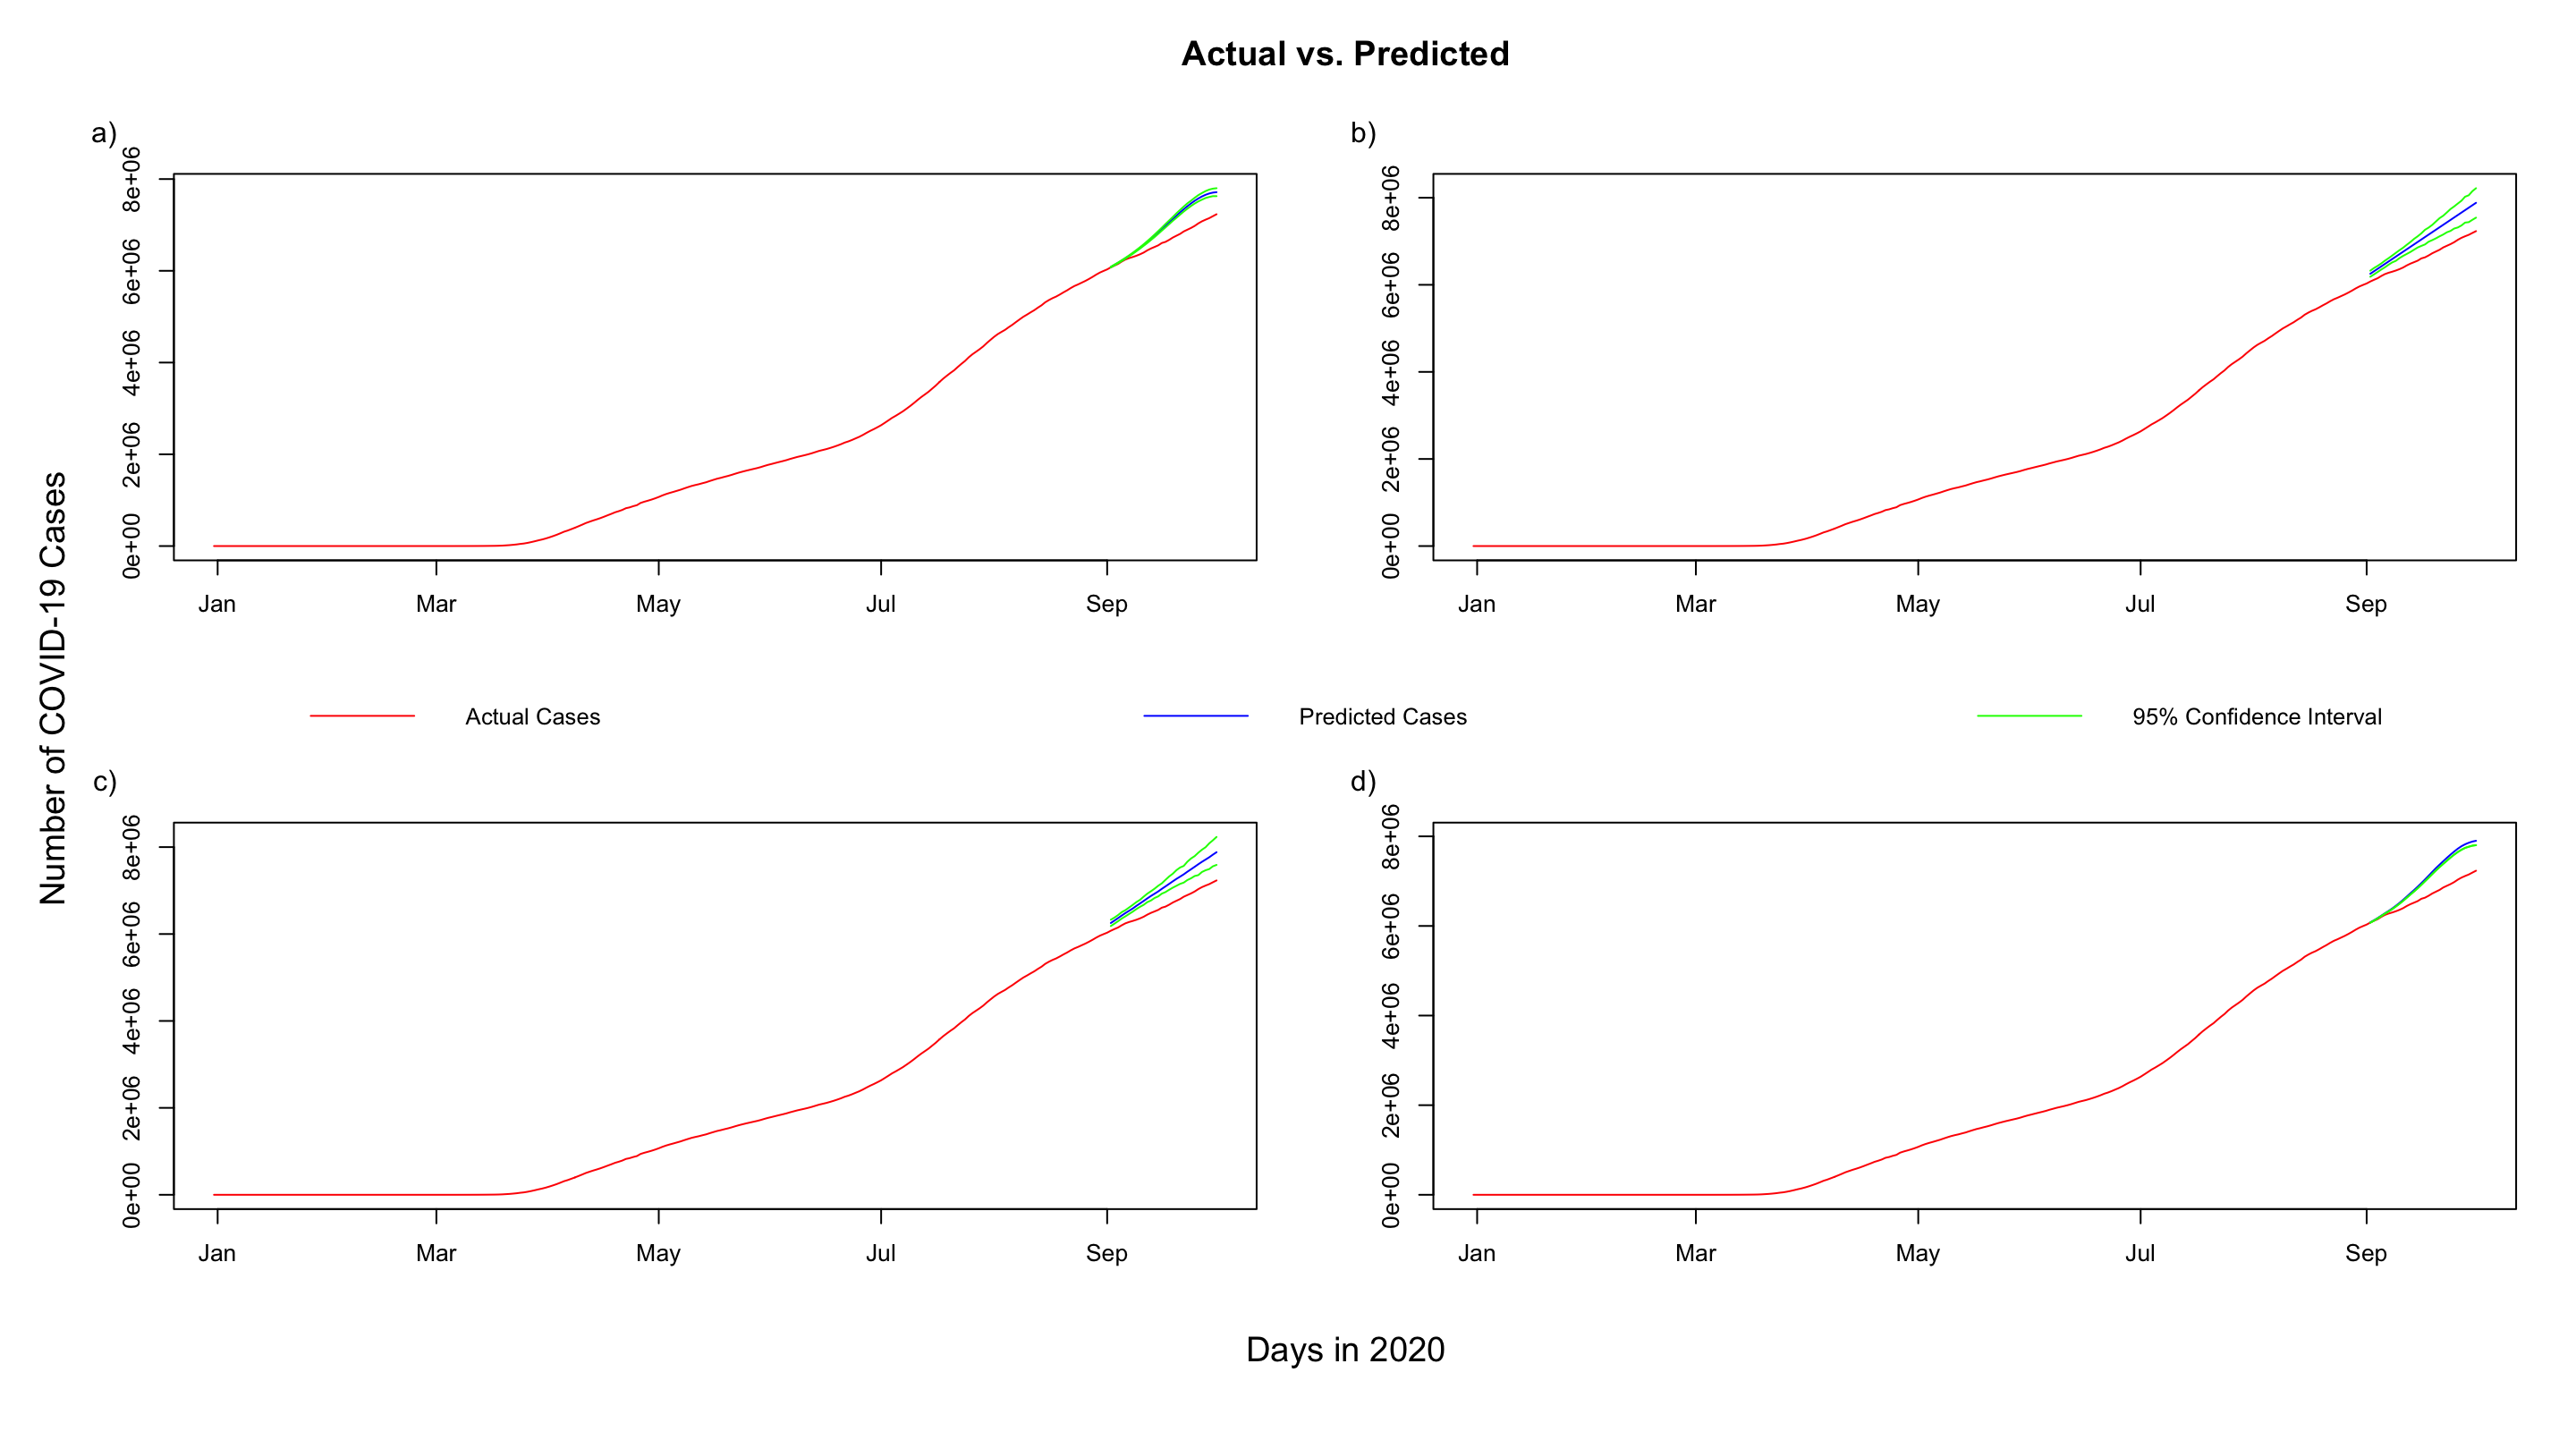 Actual vs. Predicted
Number of COVID-19 Cases
a)
8e+06
6e+06
4e+06
2e+06
0e+00
Jan Mar May Jul Sep
b)
8e+06
6e+06
4e+06
2e+06
0e+00
Jan Mar May Jul Sep
Actual Cases Predicted Cases 95% Confidence Interval
c)
8e+06
6e+06
4e+06
2e+06
0e+00
Jan Mar May Jul Sep
d)
8e+06
6e+06
4e+06
2e+06
0e+00
Jan Mar May Jul Sep
Days in 2020